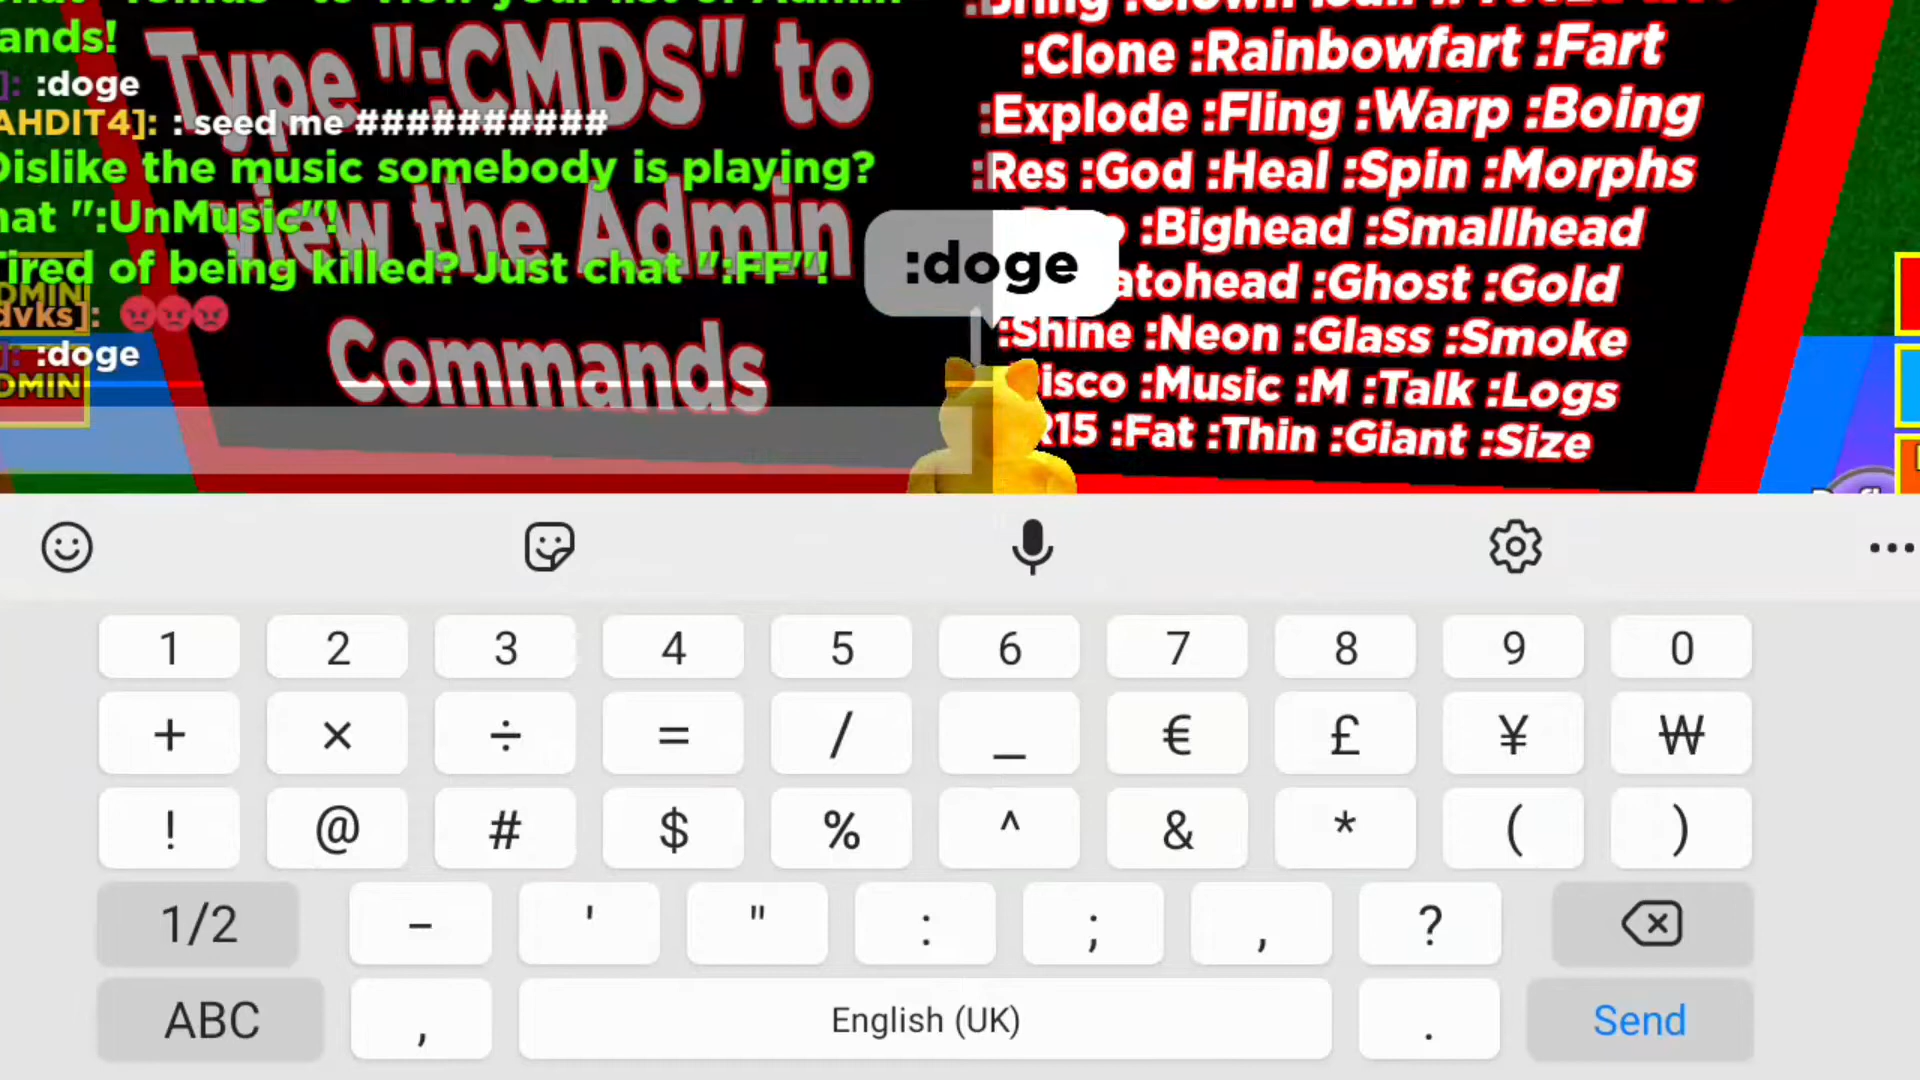 ands!
: :doge
AHDIT4]: : seed me ##########
Dislike the music somebody is playing?
hat ":UnMusic"!
Tired of being killed? Just chat ":FF"!
DMIN
dvks]: 😡😡😡
: :doge
DMIN
Type ":CMDS" to
view the Admin
Commands
:Clone :Rainbowfart :Fart
:Explode :Fling :Warp :Boing
:Res :God :Heal :Spin :Morphs
:Bighead :Smallhead
atohead :Ghost :Gold
:Shine :Neon :Glass :Smoke
isco :Music :M :Talk :Logs
R15 :Fat :Thin :Giant :Size
:doge
1 2 3 4 5 6 7 8 9 0
+ × ÷ = / _ € £ ¥ ₩
! @ # $ % ^ & * ( )
1/2 - ' " : ; , ?
ABC , English (UK) . Send